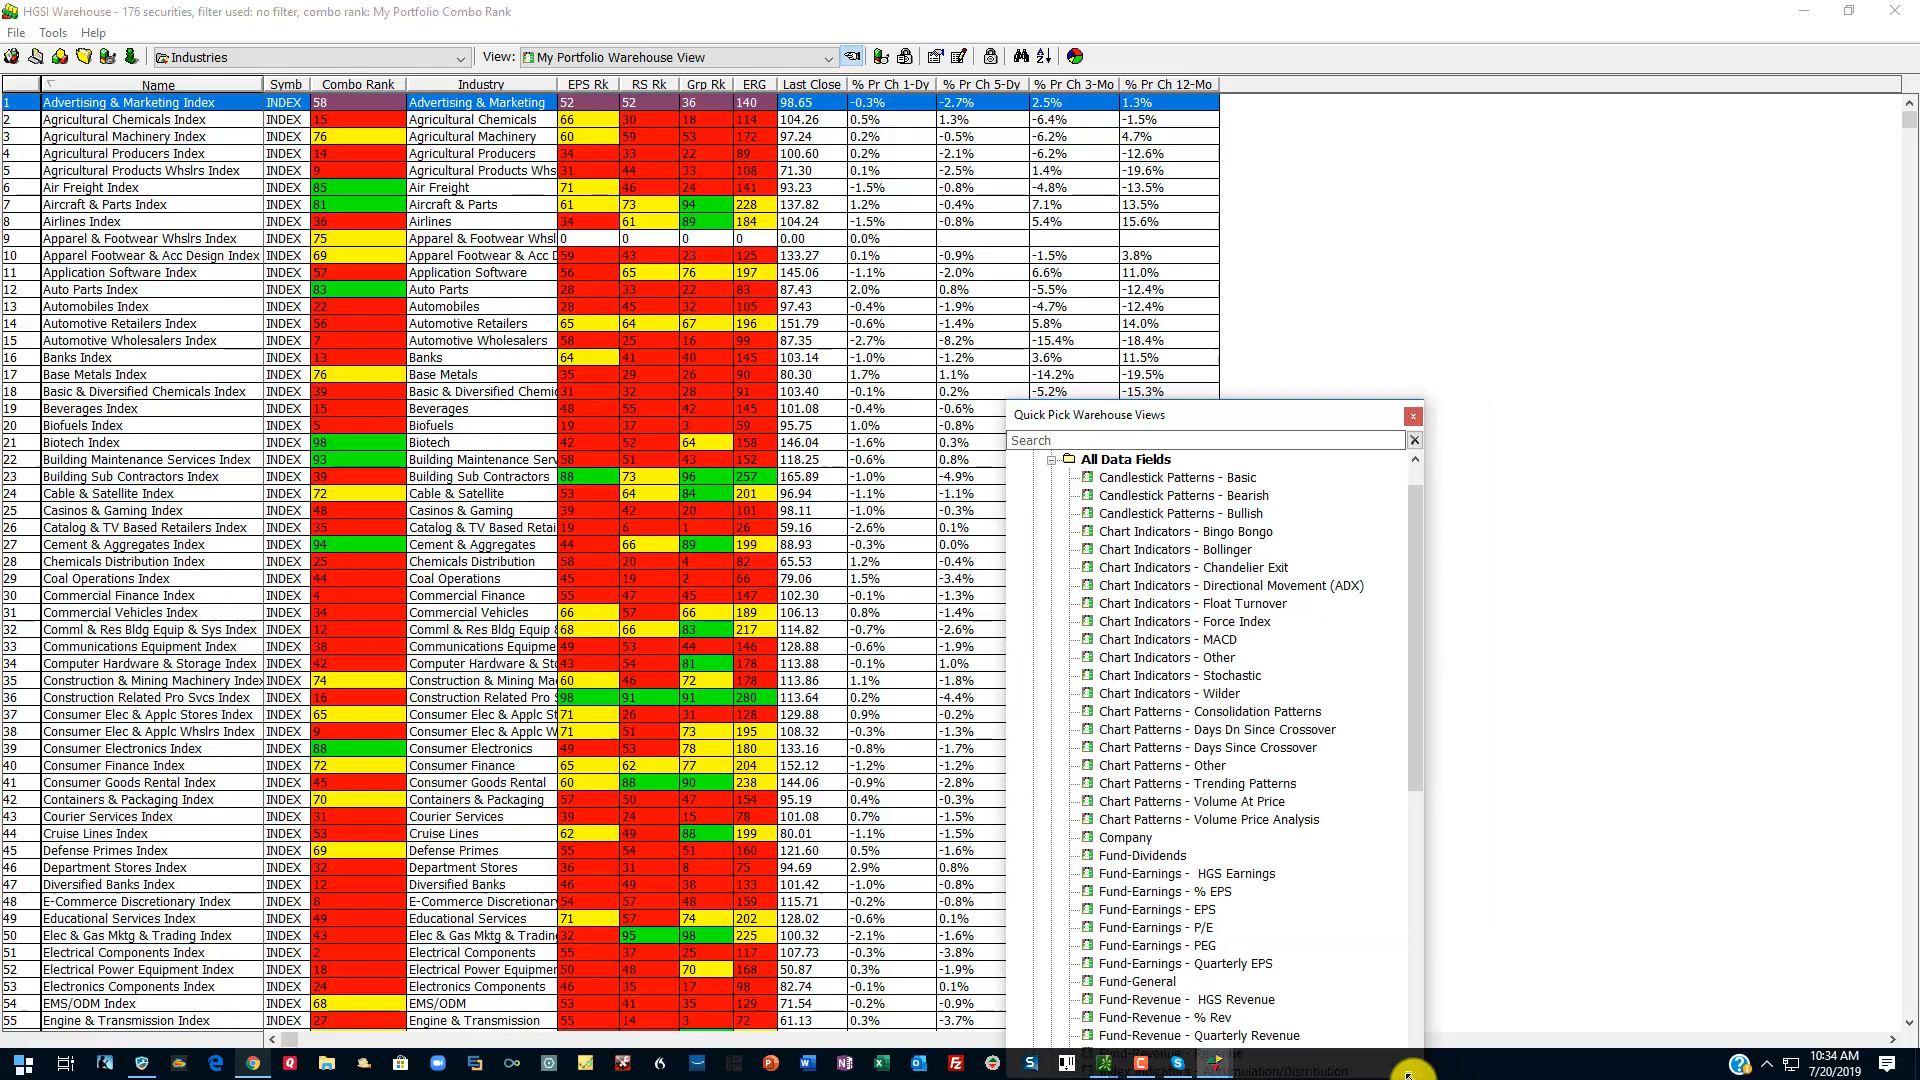 HGSI Warehouse - 176 securities, filter used: no filter, combo rank: My Portfolio Combo Rank
File Tools Help
Industries View: My Portfolio Warehouse View
Name Symb Combo Rank Industry EPS Rk RS Rk Grp Rk ERG Last Close % Pr Ch 1-Dy % Pr Ch 5-Dy % Pr Ch 3-Mo % Pr Ch 12-Mo
1 Advertising & Marketing Index INDEX 58 Advertising & Marketing 52 52 36 140 98.65 -0.3% -2.7% 2.5% 1.3%
2 Agricultural Chemicals Index INDEX 15 Agricultural Chemicals 66 30 18 114 104.26 0.5% 1.3% -6.4% -1.5%
3 Agricultural Machinery Index INDEX 76 Agricultural Machinery 60 59 53 172 97.24 0.2% -0.5% -6.2% 4.7%
4 Agricultural Producers Index INDEX 14 Agricultural Producers 34 33 22 89 100.60 0.2% -2.1% -6.2% -12.6%
5 Agricultural Products Whslrs Index INDEX 9 Agricultural Products Whs 31 44 33 108 71.30 0.1% -2.5% 1.4% -19.6%
6 Air Freight Index INDEX 85 Air Freight 71 46 24 141 93.23 -1.5% -0.8% -4.8% -13.5%
7 Aircraft & Parts Index INDEX 81 Aircraft & Parts 61 73 94 228 137.82 1.2% -0.4% 7.1% 13.5%
8 Airlines Index INDEX 36 Airlines 34 61 89 184 104.24 -1.5% -0.8% 5.4% 15.6%
9 Apparel & Footwear Whslrs Index INDEX 75 Apparel & Footwear Whsl 0 0 0 0 0.00 0.0%
10 Apparel Footwear & Acc Design Index INDEX 69 Apparel Footwear & Acc D 59 43 23 125 133.27 0.1% -0.9% -1.5% 3.8%
11 Application Software Index INDEX 57 Application Software 56 65 76 197 145.06 -1.1% -2.0% 6.6% 11.0%
12 Auto Parts Index INDEX 83 Auto Parts 28 33 22 83 87.43 2.0% 0.8% -5.5% -12.4%
13 Automobiles Index INDEX 22 Automobiles 28 45 32 105 97.43 -0.4% -1.9% -4.7% -12.4%
14 Automotive Retailers Index INDEX 56 Automotive Retailers 65 64 67 196 151.79 -0.6% -1.4% 5.8% 14.0%
15 Automotive Wholesalers Index INDEX 7 Automotive Wholesalers 58 25 16 99 87.35 -2.7% -8.2% -15.4% -18.4%
16 Banks Index INDEX 13 Banks 64 41 40 145 103.14 -1.0% -1.2% 3.6% 11.5%
17 Base Metals Index INDEX 76 Base Metals 35 29 26 90 80.30 1.7% 1.1% -14.2% -19.5%
18 Basic & Diversified Chemicals Index INDEX 39 Basic & Diversified Chemic 31 32 28 91 103.40 -0.1% 0.2% -5.2% -15.3%
19 Beverages Index INDEX 15 Beverages 48 55 42 145 101.08 -0.4% -0.6%
20 Biofuels Index INDEX 5 Biofuels 19 37 3 59 95.75 1.0% -0.8%
21 Biotech Index INDEX 98 Biotech 42 52 64 158 146.04 -1.6% 0.3%
22 Building Maintenance Services Index INDEX 93 Building Maintenance Serv 58 51 43 152 118.25 -0.6% 0.8%
23 Building Sub Contractors Index INDEX 39 Building Sub Contractors 88 73 96 257 165.89 -1.0% -4.9%
24 Cable & Satellite Index INDEX 72 Cable & Satellite 53 64 84 201 96.94 -1.1% -1.1%
25 Casinos & Gaming Index INDEX 48 Casinos & Gaming 39 42 20 101 98.11 -1.0% -0.3%
26 Catalog & TV Based Retailers Index INDEX 35 Catalog & TV Based Retai 19 6 1 26 59.16 -2.6% 0.1%
27 Cement & Aggregates Index INDEX 94 Cement & Aggregates 44 66 89 199 88.93 -0.3% 0.0%
28 Chemicals Distribution Index INDEX 25 Chemicals Distribution 58 20 4 82 65.53 1.2% -0.4%
29 Coal Operations Index INDEX 44 Coal Operations 45 19 2 66 79.06 1.5% -3.4%
30 Commercial Finance Index INDEX 4 Commercial Finance 55 47 45 147 102.30 -0.1% -1.3%
31 Commercial Vehicles Index INDEX 34 Commercial Vehicles 66 57 66 189 106.13 0.8% -1.4%
32 Comml & Res Bldg Equip & Sys Index INDEX 12 Comml & Res Bldg Equip & 68 66 83 217 114.82 -0.7% -2.6%
33 Communications Equipment Index INDEX 38 Communications Equipme 49 53 44 146 128.88 -0.6% -1.9%
34 Computer Hardware & Storage Index INDEX 42 Computer Hardware & Sto 43 54 81 178 113.88 -0.1% 1.0%
35 Construction & Mining Machinery Index INDEX 74 Construction & Mining Ma 60 46 72 178 113.86 1.1% -1.8%
36 Construction Related Pro Svcs Index INDEX 16 Construction Related Pro S 98 91 91 280 113.64 0.2% -4.4%
37 Consumer Elec & Applc Stores Index INDEX 65 Consumer Elec & Applc St 71 26 31 128 129.88 0.9% -0.2%
38 Consumer Elec & Applc Whslrs Index INDEX 9 Consumer Elec & Applc W 71 51 73 195 108.32 -0.3% -1.3%
39 Consumer Electronics Index INDEX 88 Consumer Electronics 49 53 78 180 133.16 -0.8% -1.7%
40 Consumer Finance Index INDEX 72 Consumer Finance 65 62 77 204 152.12 -1.2% -1.2%
41 Consumer Goods Rental Index INDEX 45 Consumer Goods Rental 60 88 90 238 144.06 -0.9% -2.8%
42 Containers & Packaging Index INDEX 70 Containers & Packaging 57 50 47 154 95.19 0.4% -0.3%
43 Courier Services Index INDEX 31 Courier Services 39 24 15 78 101.08 0.7% -1.5%
44 Cruise Lines Index INDEX 53 Cruise Lines 62 49 88 199 80.01 -1.1% -1.5%
45 Defense Primes Index INDEX 69 Defense Primes 55 54 51 160 121.60 0.5% -1.6%
46 Department Stores Index INDEX 32 Department Stores 36 31 8 75 94.69 2.9% 0.8%
47 Diversified Banks Index INDEX 12 Diversified Banks 46 49 38 133 101.42 -1.0% -0.8%
48 E-Commerce Discretionary Index INDEX 8 E-Commerce Discretionar 54 57 48 159 115.71 -0.2% -0.8%
49 Educational Services Index INDEX 49 Educational Services 71 57 74 202 128.02 -0.6% 0.1%
50 Elec & Gas Mktg & Trading Index INDEX 43 Elec & Gas Mktg & Tradin 32 95 98 225 100.32 -2.1% -1.6%
51 Electrical Components Index INDEX 2 Electrical Components 55 37 25 117 107.73 -0.3% -3.8%
52 Electrical Power Equipment Index INDEX 18 Electrical Power Equipmer 50 48 70 168 50.87 0.3% -1.9%
53 Electronics Components Index INDEX 24 Electronics Components 46 35 17 98 82.74 -0.1% 0.1%
54 EMS/ODM Index INDEX 68 EMS/ODM 53 41 35 129 71.54 -0.2% -0.9%
55 Engine & Transmission Index INDEX 27 Engine & Transmission 55 14 3 72 61.13 0.3% -3.7%
Quick Pick Warehouse Views
Search
All Data Fields
Candlestick Patterns - Basic
Candlestick Patterns - Bearish
Candlestick Patterns - Bullish
Chart Indicators - Bingo Bongo
Chart Indicators - Bollinger
Chart Indicators - Chandelier Exit
Chart Indicators - Directional Movement (ADX)
Chart Indicators - Float Turnover
Chart Indicators - Force Index
Chart Indicators - MACD
Chart Indicators - Other
Chart Indicators - Stochastic
Chart Indicators - Wilder
Chart Patterns - Consolidation Patterns
Chart Patterns - Days Dn Since Crossover
Chart Patterns - Days Since Crossover
Chart Patterns - Other
Chart Patterns - Trending Patterns
Chart Patterns - Volume At Price
Chart Patterns - Volume Price Analysis
Company
Fund-Dividends
Fund-Earnings - HGS Earnings
Fund-Earnings - % EPS
Fund-Earnings - EPS
Fund-Earnings - P/E
Fund-Earnings - PEG
Fund-Earnings - Quarterly EPS
Fund-General
Fund-Revenue - HGS Revenue
Fund-Revenue - % Rev
Fund-Revenue - Quarterly Revenue
Fund-Revenue - Revenue
Index Indicators - Accumulation/Distribution
10:34 AM
7/20/2019